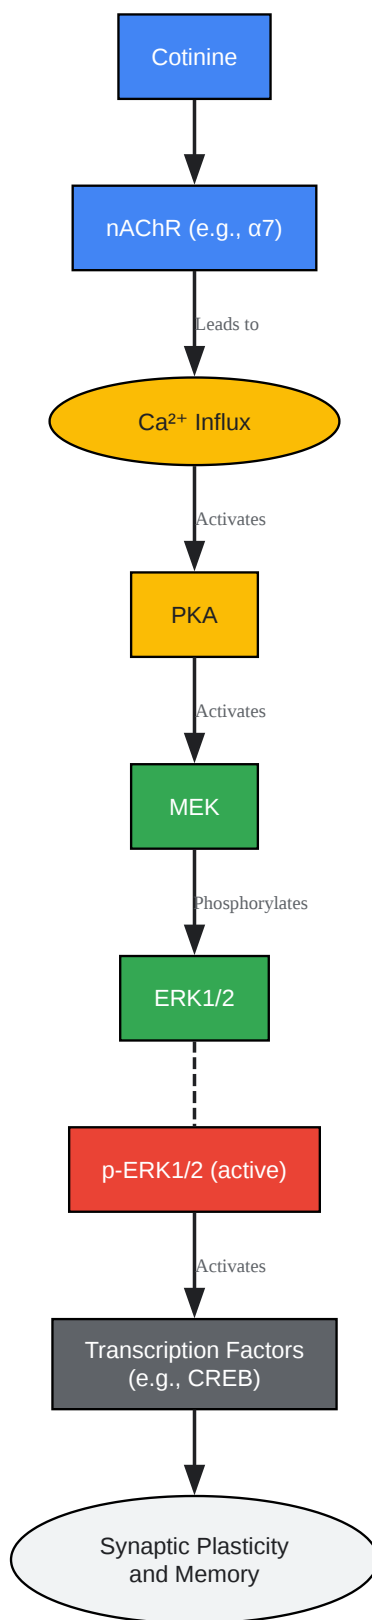 Cotinine
nAChR (e.g., α7)
Leads to
Ca²⁺ Influx
Activates
PKA
Activates
MEK
Phosphorylates
ERK1/2
p-ERK1/2 (active)
Activates
Transcription Factors
(e.g., CREB)
Synaptic Plasticity
and Memory